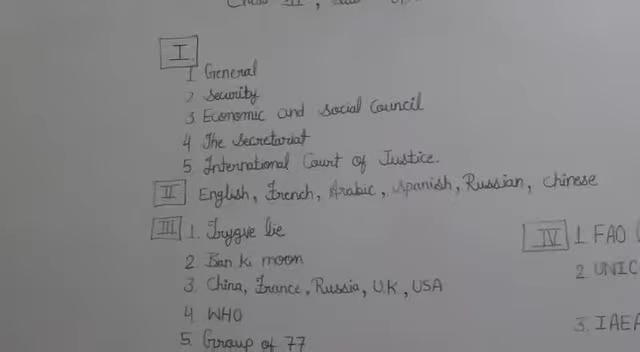 I
1 General
2 Security
3 Economic and Social Council
4 The Secretariat
5. International Court of Justice.
II English, French, Arabic, Spanish, Russian, Chinese
III 1. Trygve lie
2 Ban Ki moon
3. China, France, Russia, U.K, USA
4 WHO
5. Group of 77
IV 1. FAO
2. UNIC
3. IAEA